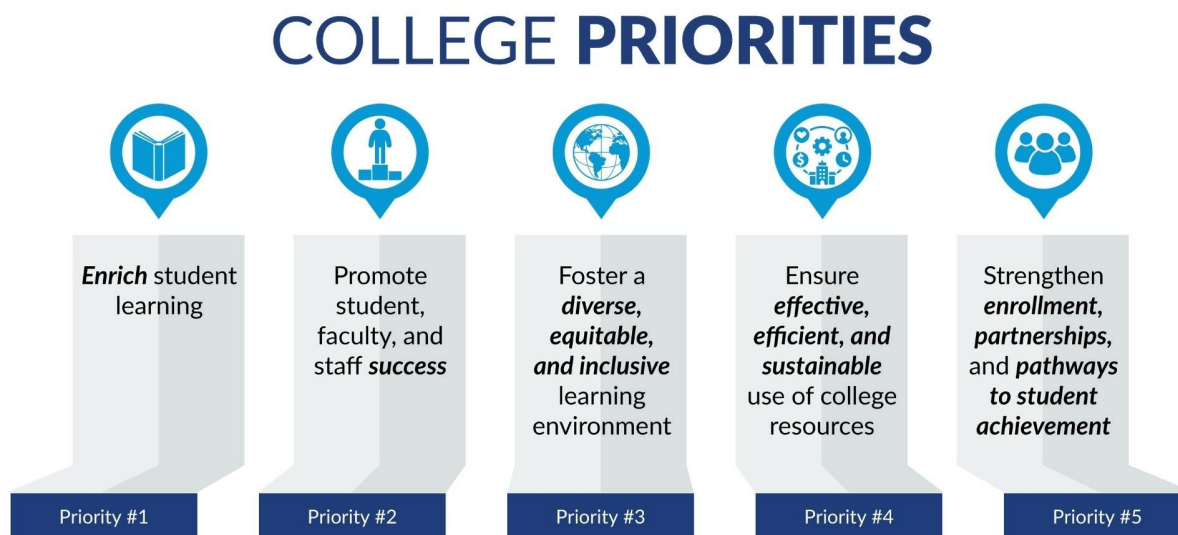 COLLEGE PRIORITIES
Enrich student
learning
Priority #1
Promote
student,
faculty, and
staff success
Priority #2
Foster a
diverse,
equitable,
and inclusive
learning
environment
Priority #3
Ensure
effective,
efficient, and
sustainable
use of college
resources
Priority #4
Strengthen
enrollment,
partnerships,
and pathways
to student
achievement
Priority #5